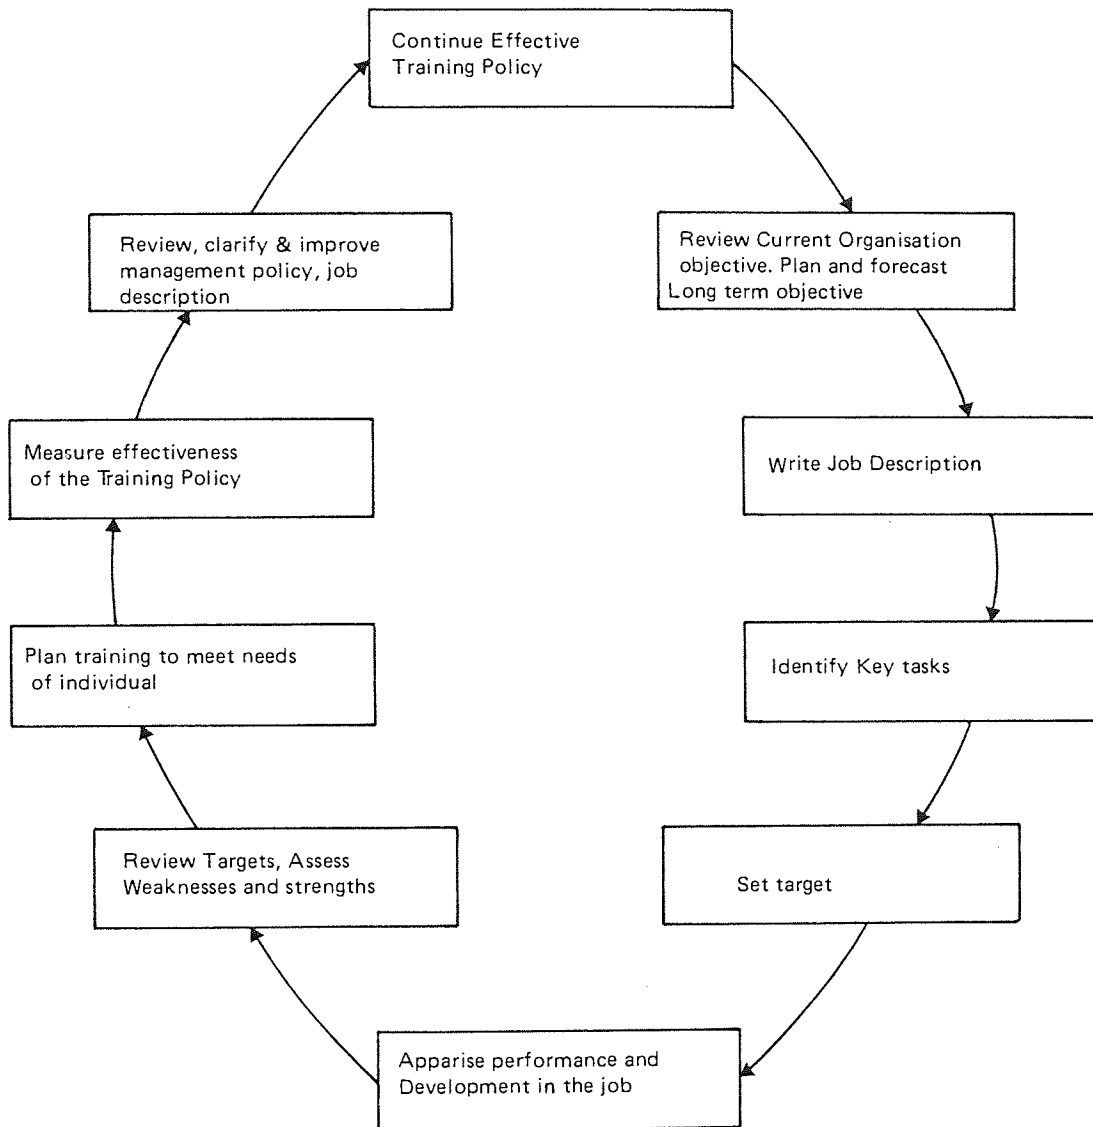 Continue Effective
Training Policy
Review Current Organisation
objective. Plan and forecast
Long term objective
Write Job Description
Identify Key tasks
Set target
Apparise performance and
Development in the job
Review Targets, Assess
Weaknesses and strengths
Plan training to meet needs
of individual
Measure effectiveness
of the Training Policy
Review, clarify & improve
management policy, job
description